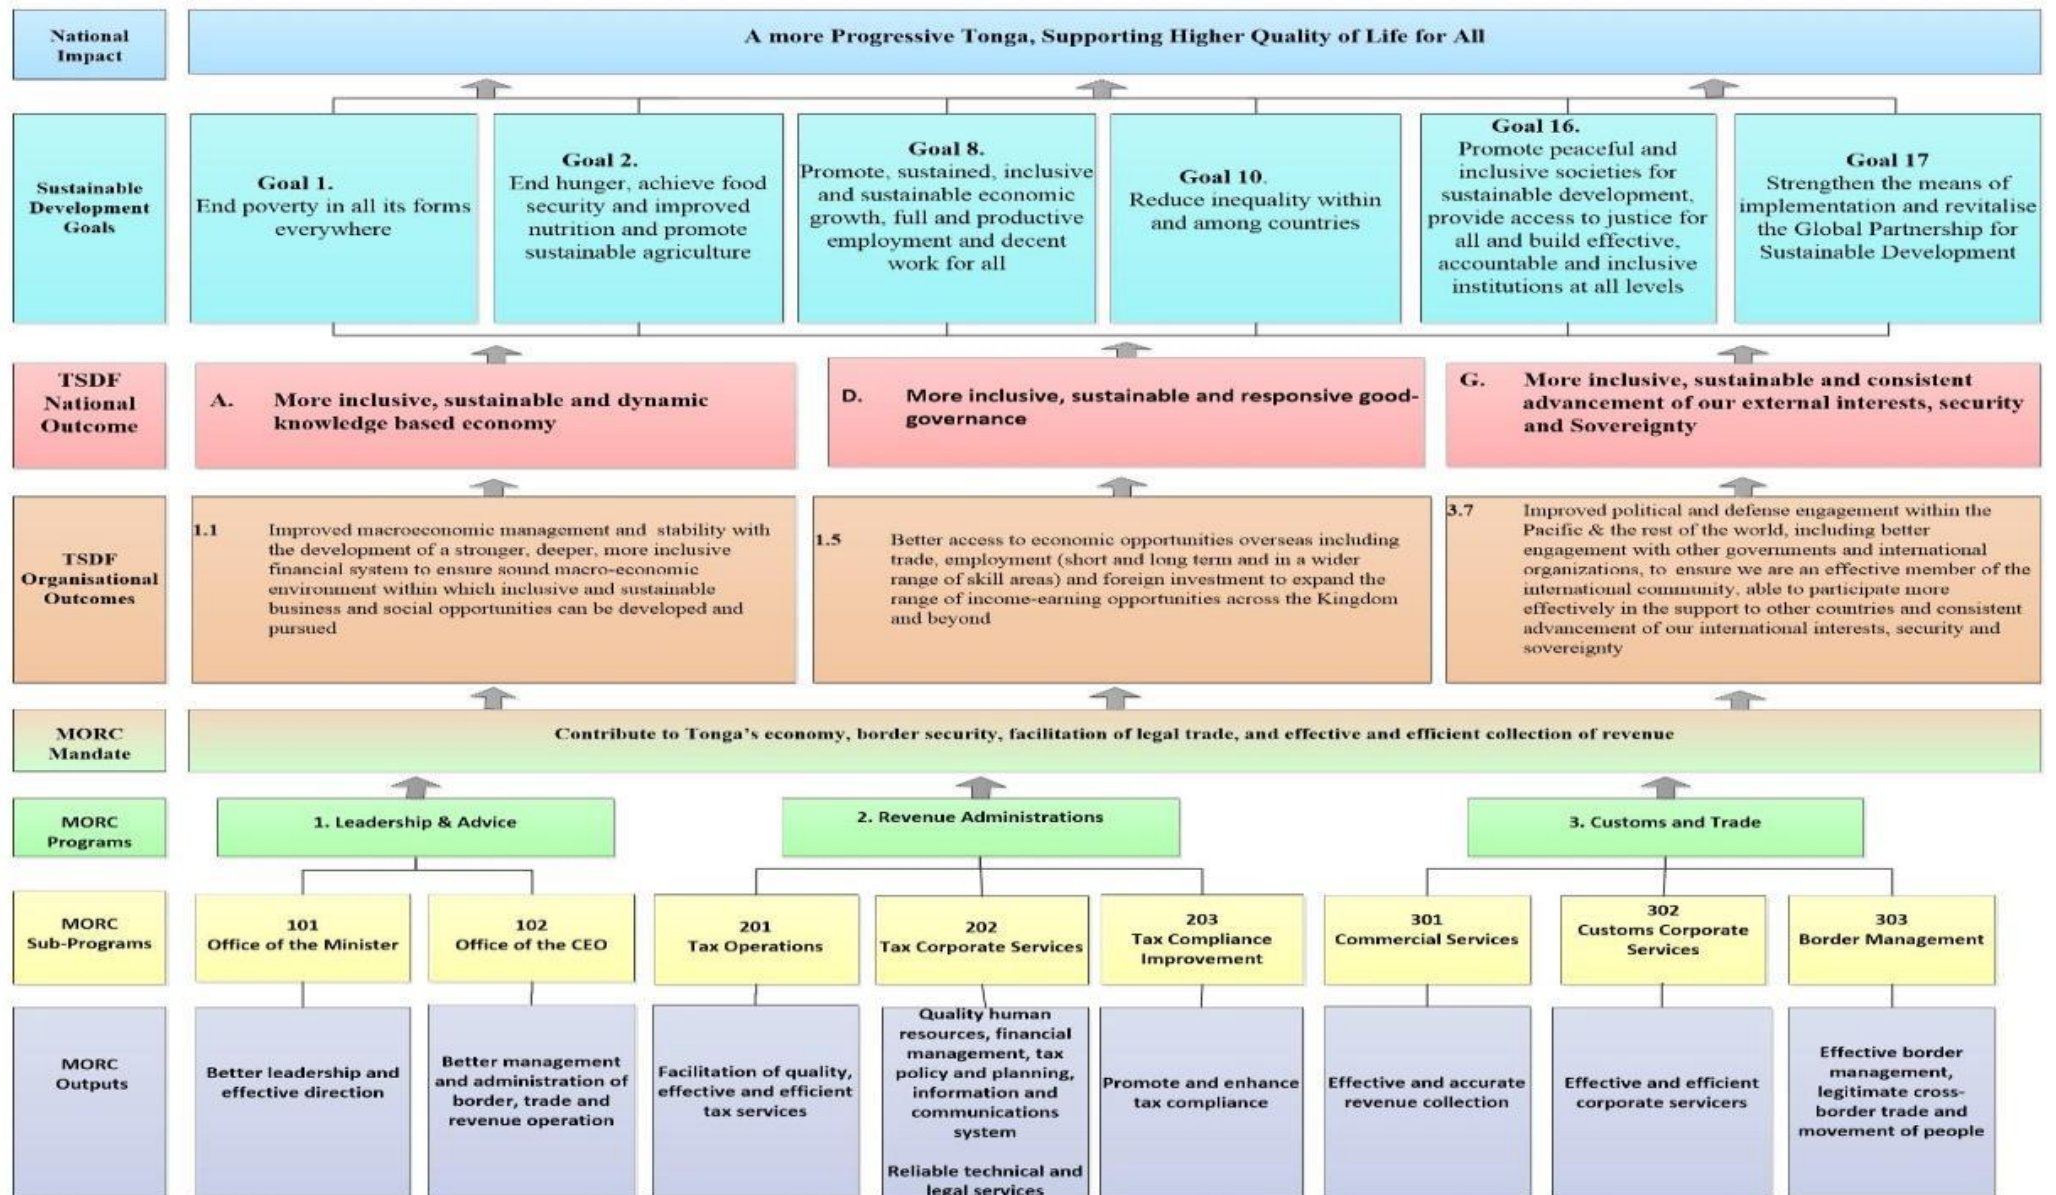 National
Impact
A more Progressive Tonga, Supporting Higher Quality of Life for All
Sustainable
Development
Goals
Goal 1.
End poverty in all its forms
everywhere
Goal 2.
End hunger, achieve food
security and improved
nutrition and promote
sustainable agriculture
Goal 8.
Promote, sustained, inclusive
and sustainable economic
growth, full and productive
employment and decent
work for all
Goal 10.
Reduce inequality within
and among countries
Goal 16.
Promote peaceful and
inclusive societies for
sustainable development,
provide access to justice for
all and build effective,
accountable and inclusive
institutions at all levels
Goal 17
Strengthen the means of
implementation and revitalise
the Global Partnership for
Sustainable Development
TSDF
National
Outcome
A. More inclusive, sustainable and dynamic
knowledge based economy
D. More inclusive, sustainable and responsive good-
governance
G. More inclusive, sustainable and consistent
advancement of our external interests, security
and Sovereignty
TSDF
Organisational
Outcomes
1.1 Improved macroeconomic management and stability with
the development of a stronger, deeper, more inclusive
financial system to ensure sound macro-economic
environment within which inclusive and sustainable
business and social opportunities can be developed and
pursued
1.5 Better access to economic opportunities overseas including
trade, employment (short and long term and in a wider
range of skill areas) and foreign investment to expand the
range of income-earning opportunities across the Kingdom
and beyond
3.7 Improved political and defense engagement within the
Pacific & the rest of the world, including better
engagement with other governments and international
organizations, to ensure we are an effective member of the
international community, able to participate more
effectively in the support to other countries and consistent
advancement of our international interests, security and
sovereignty
MORC
Mandate
Contribute to Tonga's economy, border security, facilitation of legal trade, and effective and efficient collection of revenue
MORC
Programs
1. Leadership & Advice
2. Revenue Administrations
3. Customs and Trade
MORC
Sub-Programs
101
Office of the Minister
102
Office of the CEO
201
Tax Operations
202
Tax Corporate Services
203
Tax Compliance
Improvement
301
Commercial Services
302
Customs Corporate
Services
303
Border Management
MORC
Outputs
Better leadership and
effective direction
Better management
and administration of
border, trade and
revenue operation
Facilitation of quality,
effective and efficient
tax services
Quality human
resources, financial
management, tax
policy and planning,
information and
communications
system
Reliable technical and
legal services
Promote and enhance
tax compliance
Effective and accurate
revenue collection
Effective and efficient
corporate servicers
Effective border
management,
legitimate cross-
border trade and
movement of people